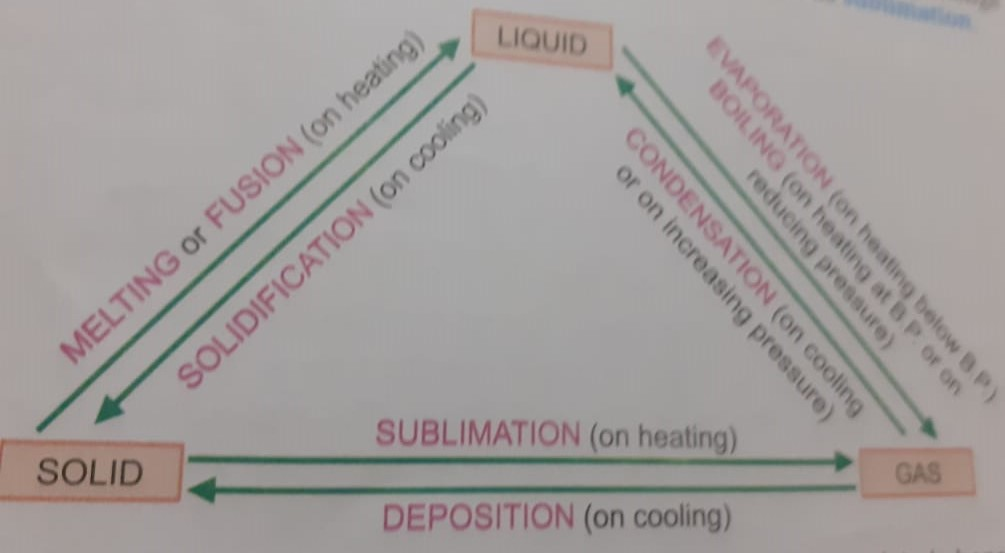 sublimation.
LIQUID
MELTING or FUSION (on heating)
SOLIDIFICATION (on cooling)
EVAPORATION (on heating below B.P.)
BOILING (on heating at B.P. or on
reducing pressure)
CONDENSATION (on cooling
or on increasing pressure)
SUBLIMATION (on heating)
SOLID
GAS
DEPOSITION (on cooling)